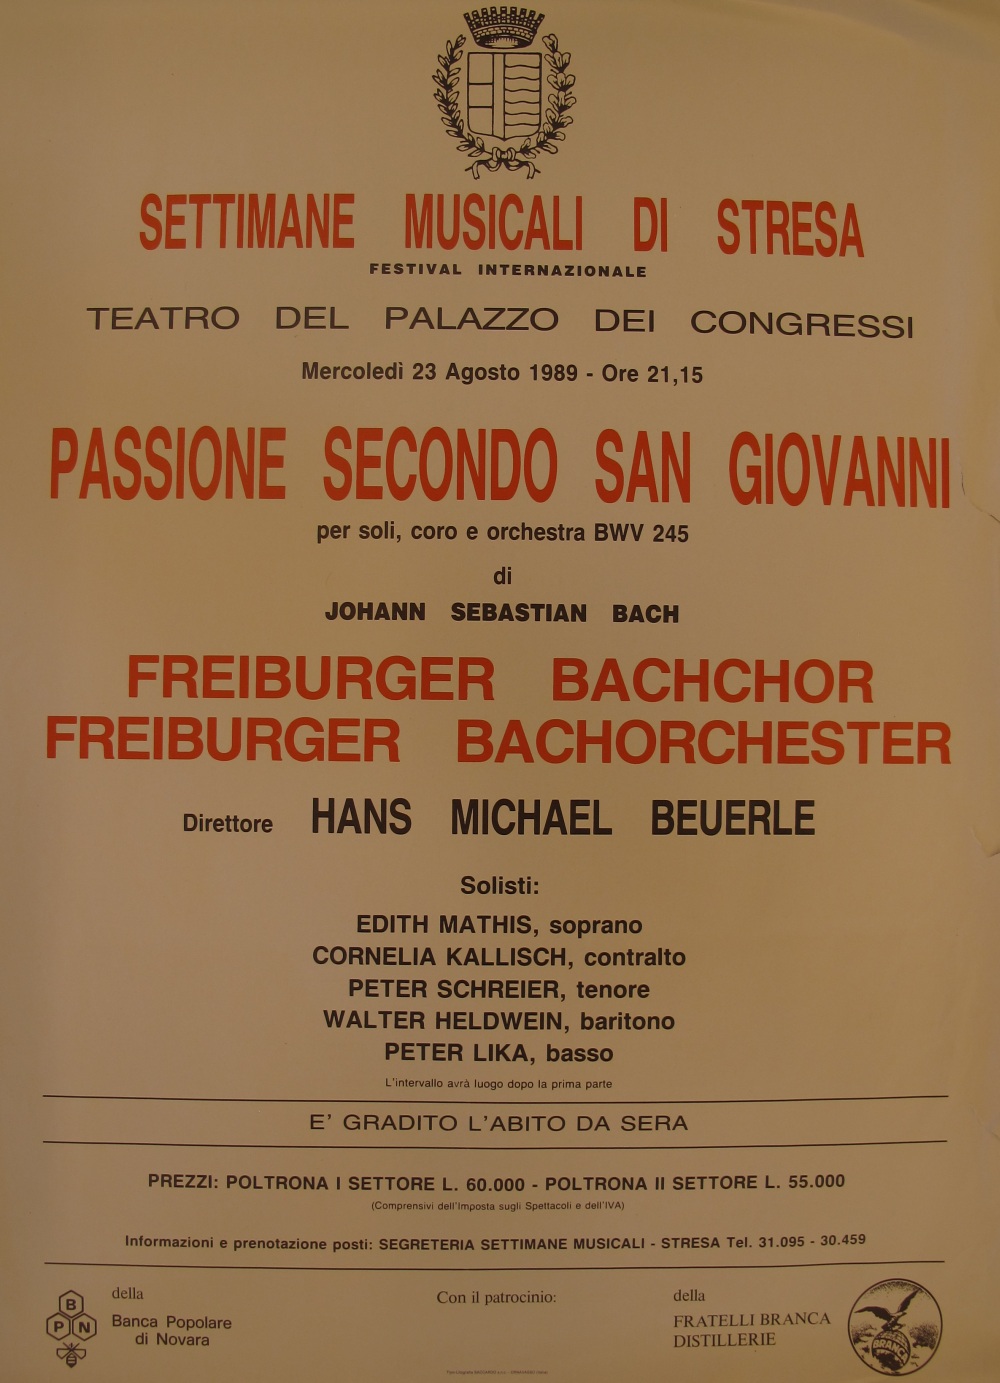 SETTIMANE MUSICALI DI STRESA
FESTIVAL INTERNAZIONALE
TEATRO DEL PALAZZO DEI CONGRESSI
Mercoledì 23 Agosto 1989 - Ore 21,15
PASSIONE SECONDO SAN GIOVANNI
per soli, coro e orchestra BWV 245
di
JOHANN SEBASTIAN BACH
FREIBURGER BACHCHOR
FREIBURGER BACHORCHESTER
Direttore HANS MICHAEL BEUERLE
Solisti:
EDITH MATHIS, soprano
CORNELIA KALLISCH, contralto
PETER SCHREIER, tenore
WALTER HELDWEIN, baritono
PETER LIKA, basso
L'intervallo avrà luogo dopo la prima parte
E' GRADITO L'ABITO DA SERA
PREZZI: POLTRONA I SETTORE L. 60.000 - POLTRONA II SETTORE L. 55.000
(Comprensivi dell'Imposta sugli Spettacoli e dell'IVA)
Informazioni e prenotazione posti: SEGRETERIA SETTIMANE MUSICALI - STRESA Tel. 31.095 - 30.459
Con il patrocinio:
B
P N
della
Banca Popolare
di Novara
della
FRATELLI BRANCA
DISTILLERIE
BRANCA